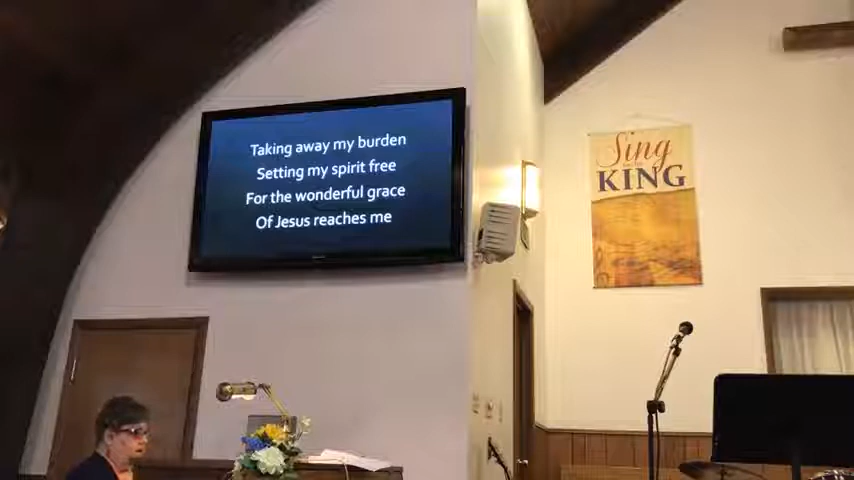 Taking away my burden
Setting my spirit free
For the wonderful grace
Of Jesus reaches me
Sing
KING